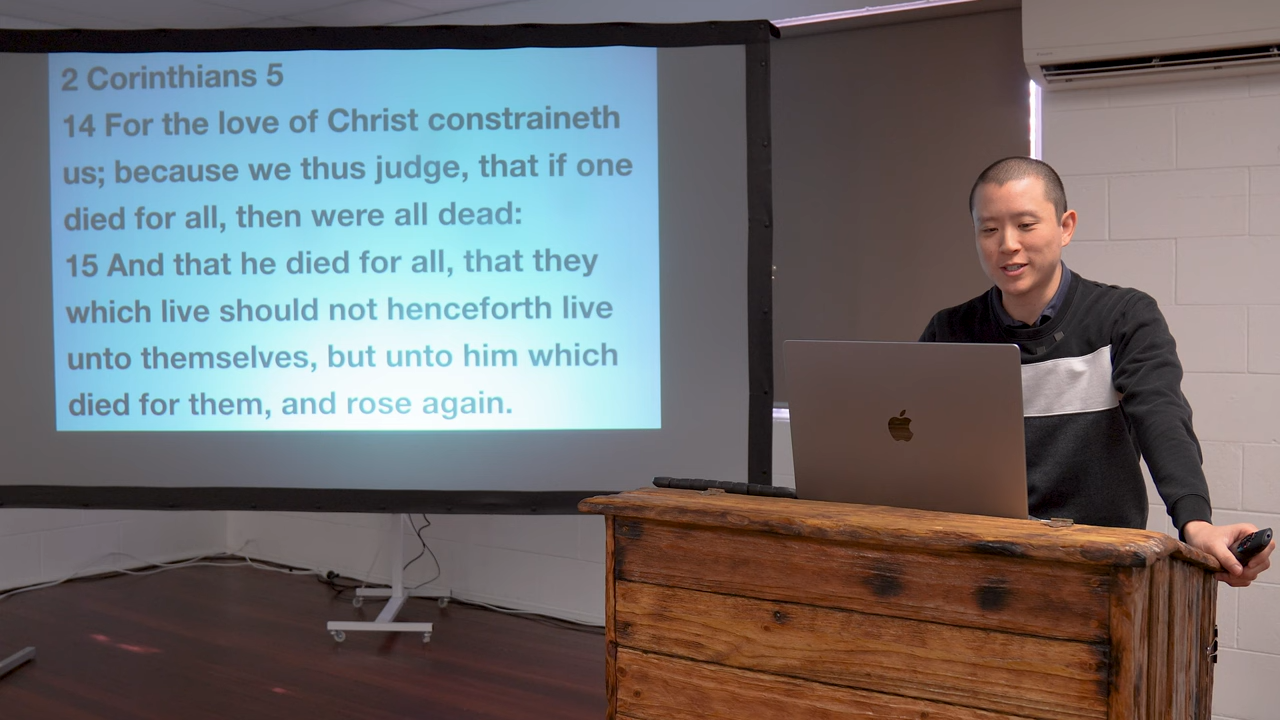 2 Corinthians 5
14 For the love of Christ constraineth
us; because we thus judge, that if one
died for all, then were all dead:
15 And that he died for all, that they
which live should not henceforth live
unto themselves, but unto him which
died for them, and rose again.